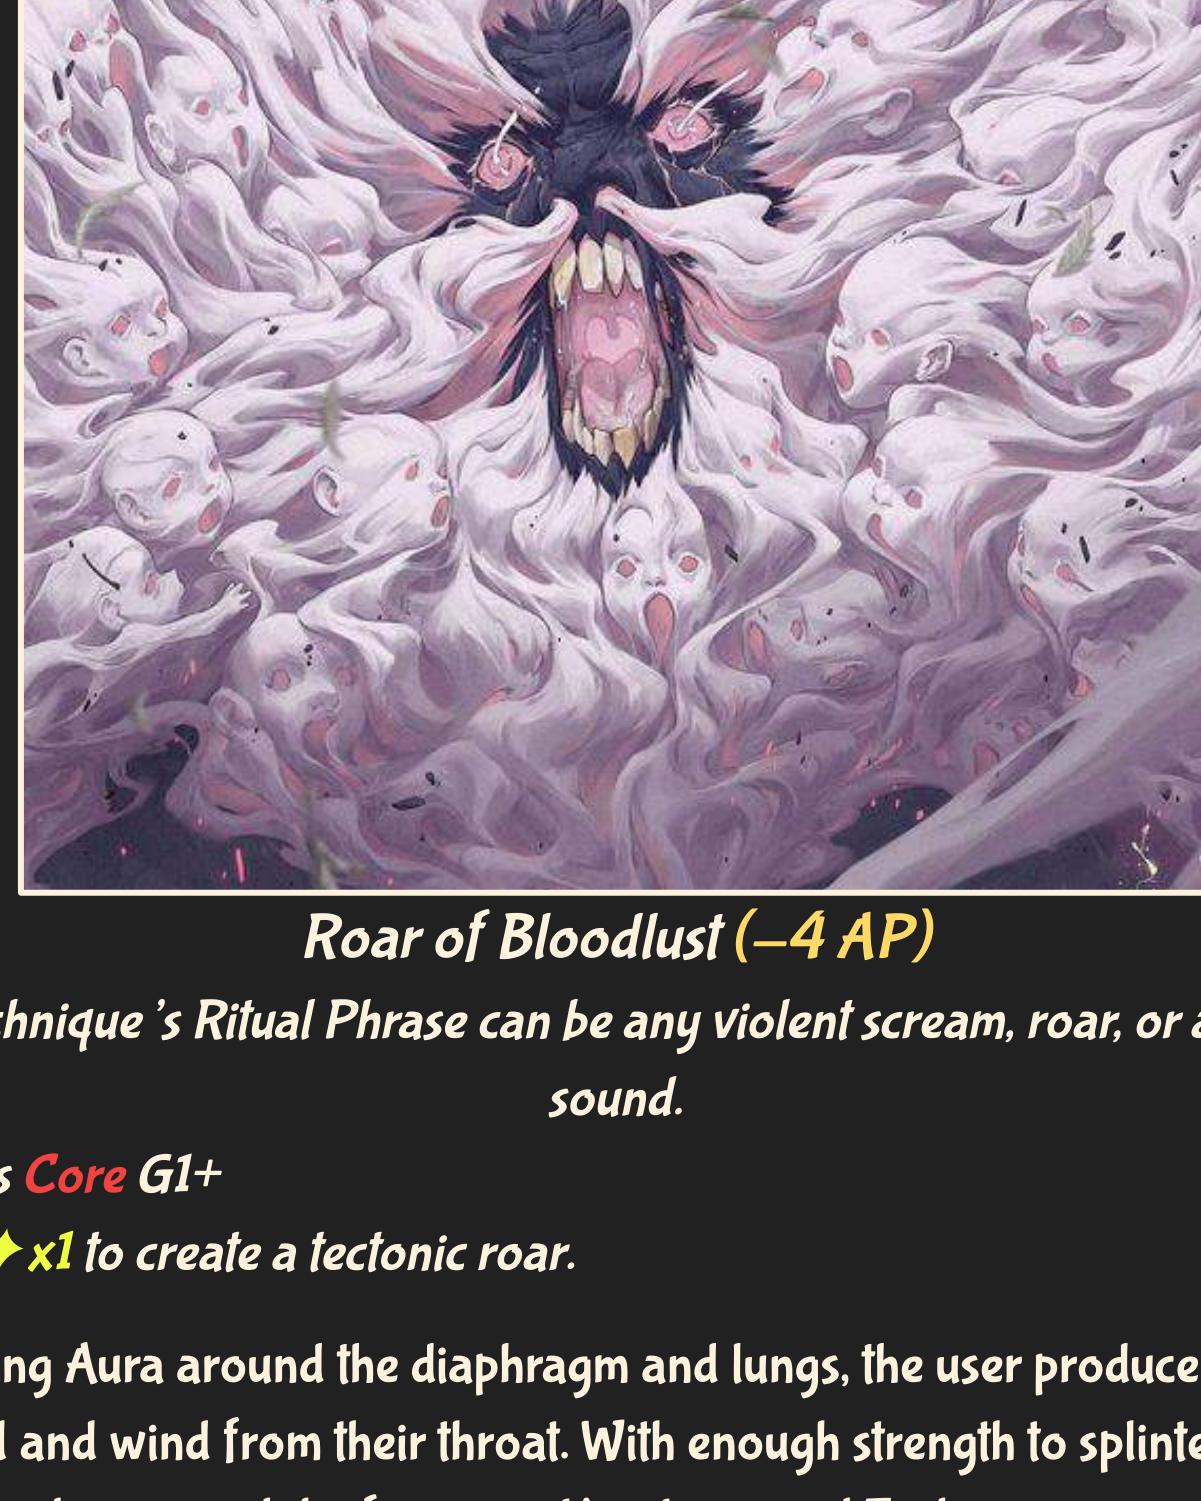 Roar of Bloodlust (–4 AP)
chnique's Ritual Phrase can be any violent scream, roar, or a
sound.
s Core G1+
✦x1 to create a tectonic roar.
ng Aura around the diaphragm and lungs, the user produce
and wind from their throat. With enough strength to splinte